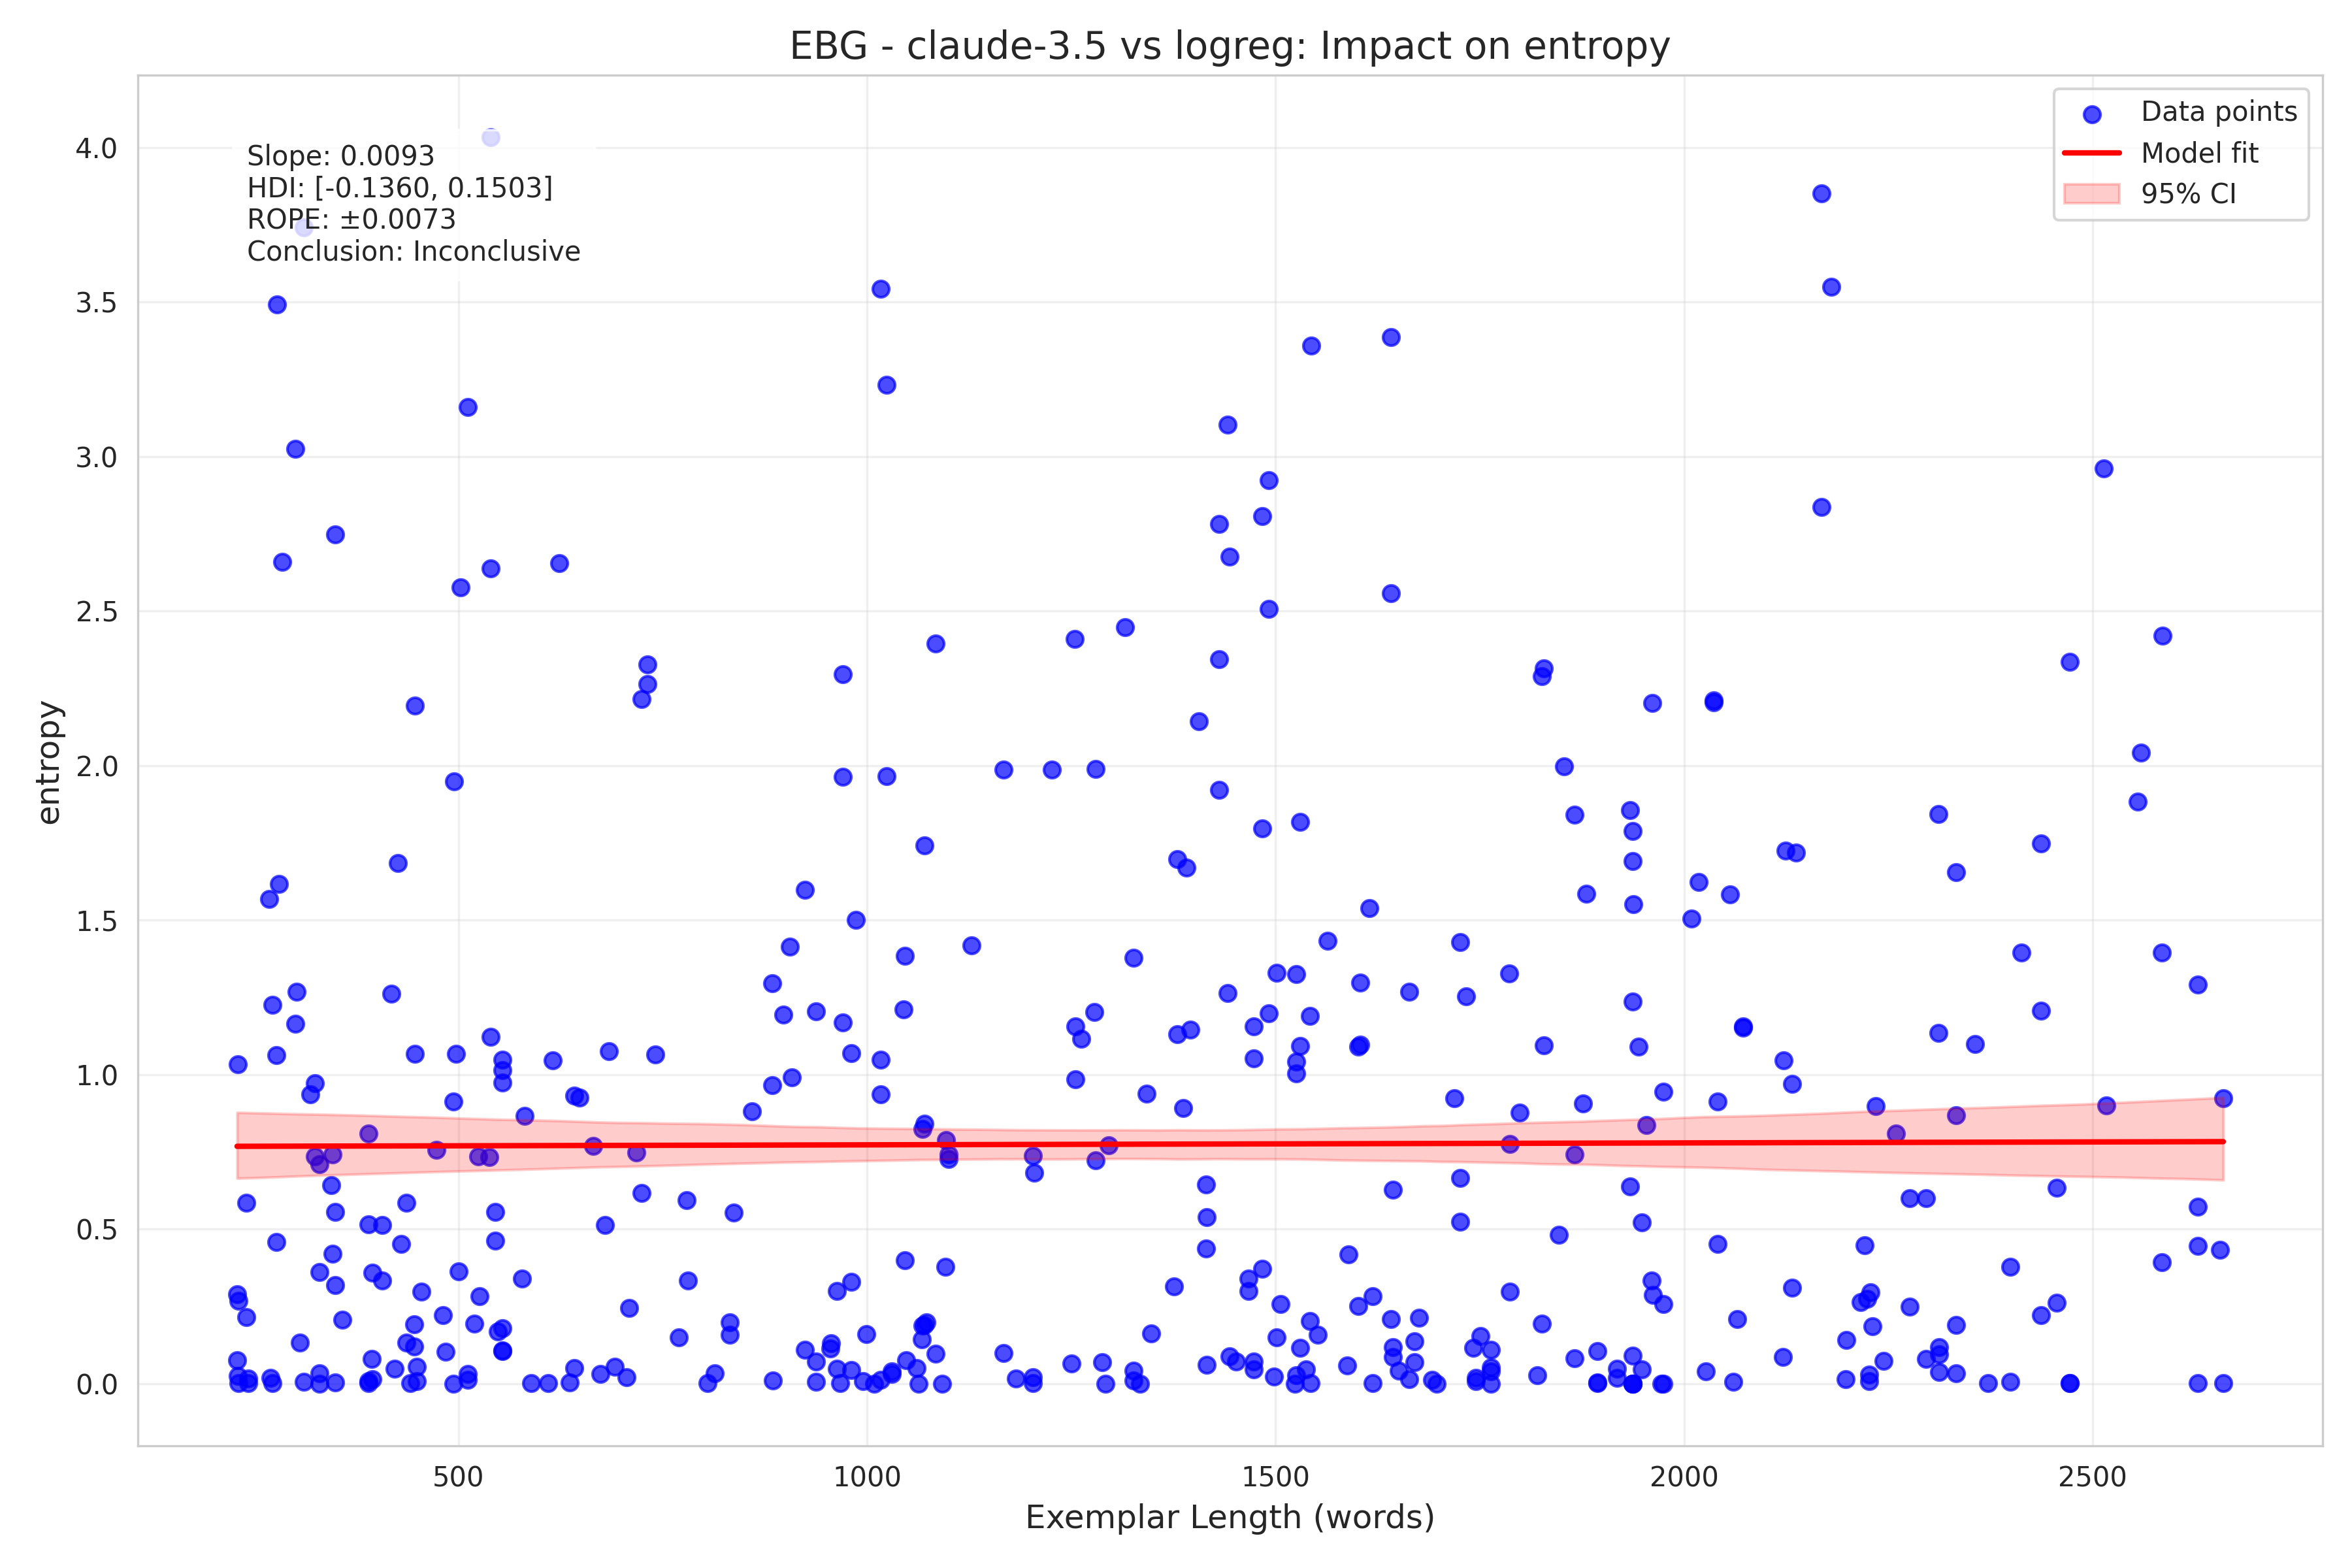 EBG - claude-3.5 vs logreg: Impact on entropy
Slope: 0.0093
HDI: [-0.1360, 0.1503]
ROPE: ±0.0073
Conclusion: Inconclusive
Data points
Model fit
95% CI
entropy
4.0
3.5
3.0
2.5
2.0
1.5
1.0
0.5
0.0
500
1000
1500
2000
2500
Exemplar Length (words)